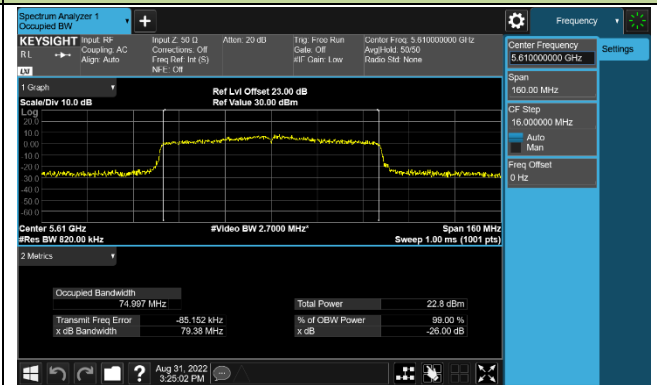 Spectrum Analyzer 1
Occupied BW
Frequency
KEYSIGHT
RL
LXI
Input: RF
Coupling: AC
Align: Auto
Input Z: 50 Ω
Corrections: Off
Freq Ref: Int (S)
NFE: Off
Atten: 20 dB
Trig: Free Run
Gate: Off
#IF Gain: Low
Center Freq: 5.610000000 GHz
Avg|Hold: 50/50
Radio Std: None
Center Frequency
5.610000000 GHz
Settings
Span
160.00 MHz
CF Step
16.000000 MHz
Auto
Man
Freq Offset
0 Hz
1 Graph
Scale/Div 10.0 dB
Ref Lvl Offset 23.00 dB
Ref Value 30.00 dBm
Log
20.0
10.0
0.00
-10.0
-20.0
-30.0
-40.0
-50.0
-60.0
Center 5.61 GHz
#Video BW 2.7000 MHz*
Span 160 MHz
#Res BW 820.00 kHz
Sweep 1.00 ms (1001 pts)
2 Metrics
Occupied Bandwidth
74.997 MHz
Total Power 22.8 dBm
Transmit Freq Error -85.152 kHz
% of OBW Power 99.00 %
x dB Bandwidth 79.38 MHz
x dB -26.00 dB
Aug 31, 2022
3:25:02 PM